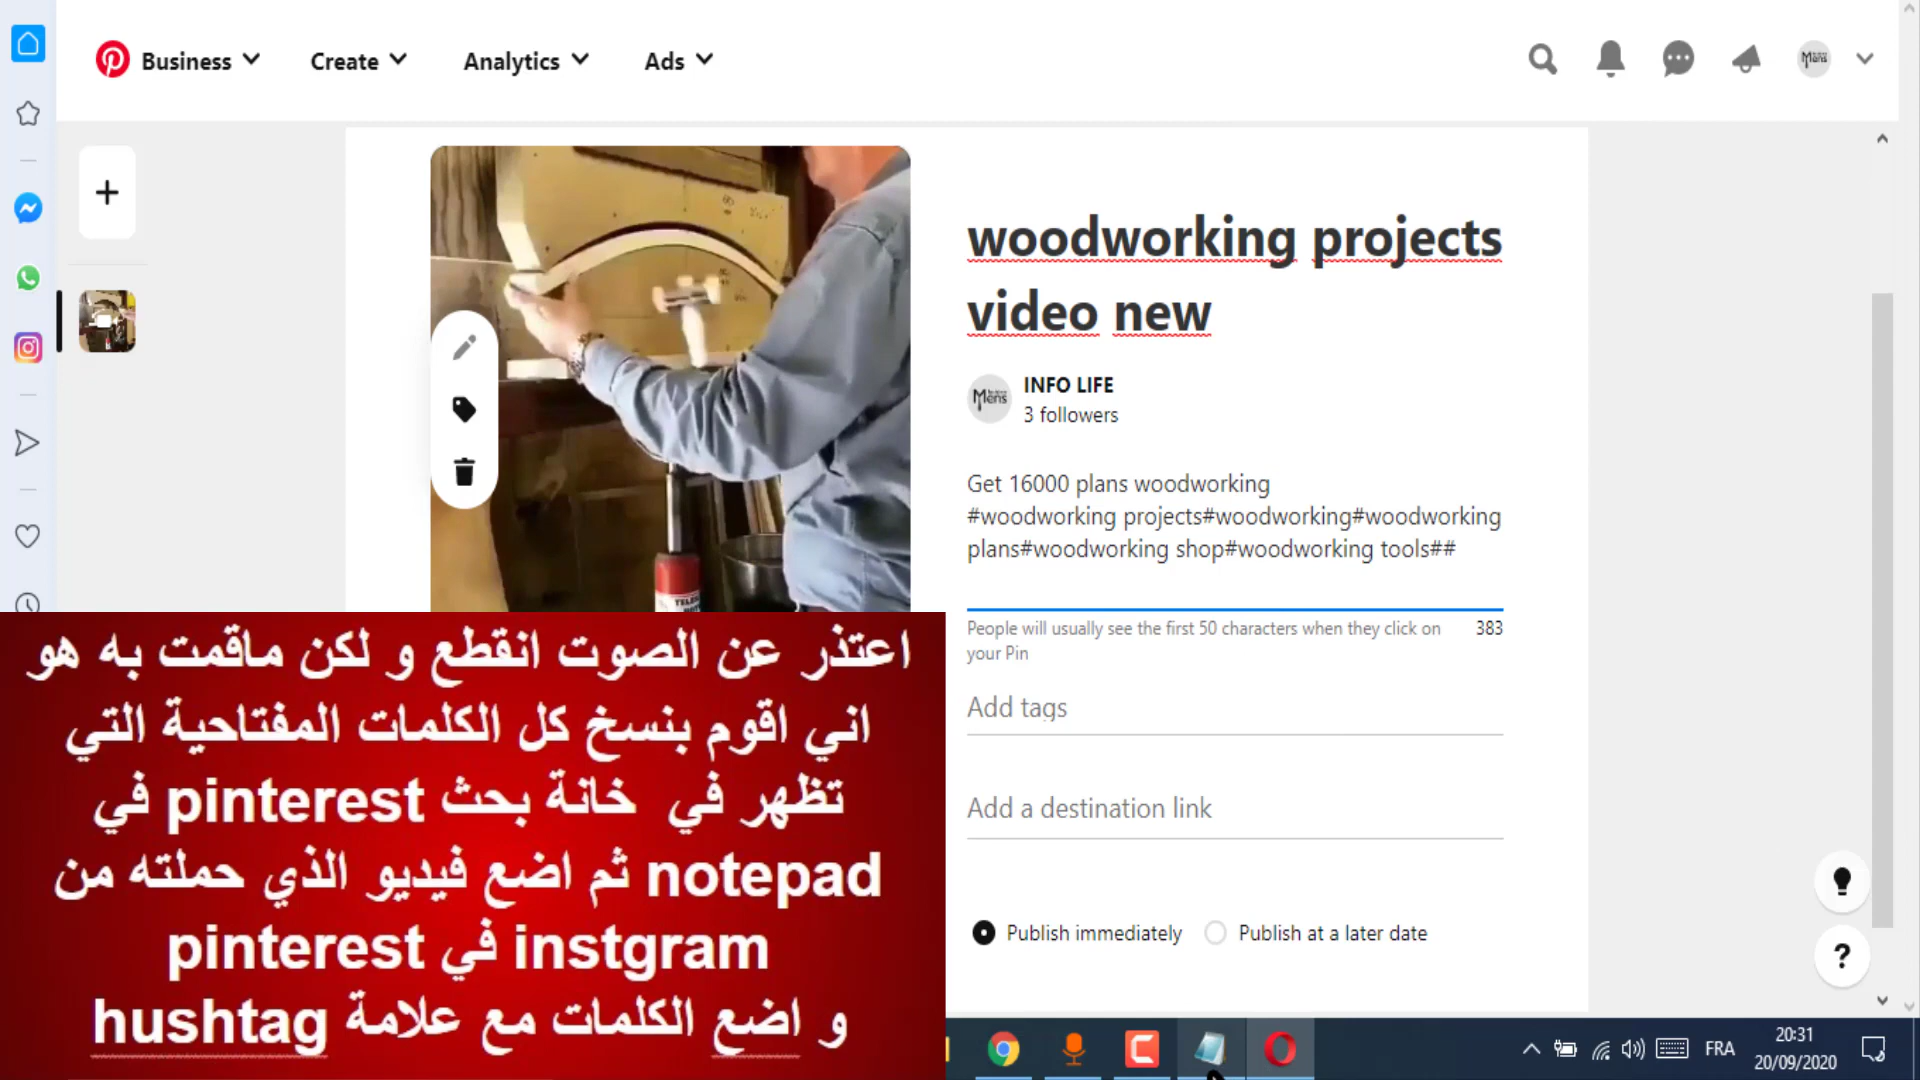 Business
Create
Analytics
Ads
Mens
woodworking projects
video new
Mens
INFO LIFE
3 followers
Get 16000 plans woodworking
#woodworking projects#woodworking#woodworking
plans#woodworking shop#woodworking tools##
People will usually see the first 50 characters when they click on
your Pin
383
Add tags
Add a destination link
Publish immediately
Publish at a later date
اعتذر عن الصوت انقطع و لكن ماقمت به هو
اني اقوم بنسخ كل الكلمات المفتاحية التي
تظهر في خانة بحث pinterest في
notepad ثم اضع فيديو الذي حملته من
instgram في pinterest
و اضع الكلمات مع علامة hushtag
FRA
20:31
20/09/2020